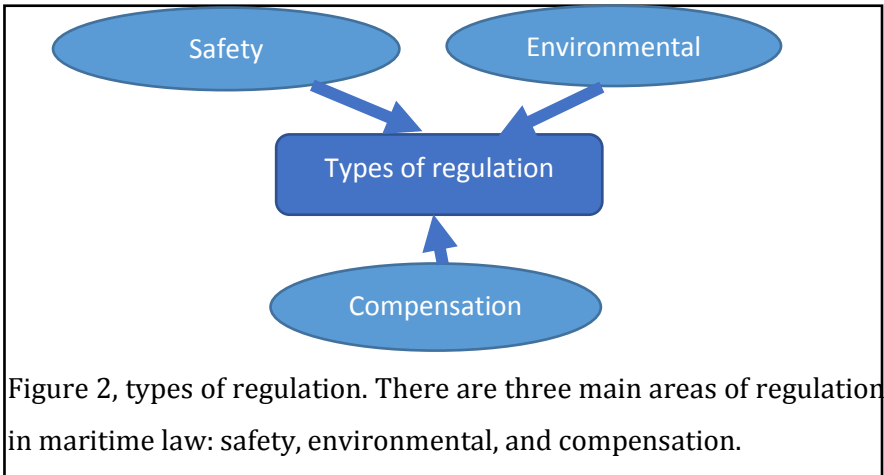 Safety
Environmental
Types of regulation
Compensation
Figure 2, types of regulation. There are three main areas of regulation
in maritime law: safety, environmental, and compensation.